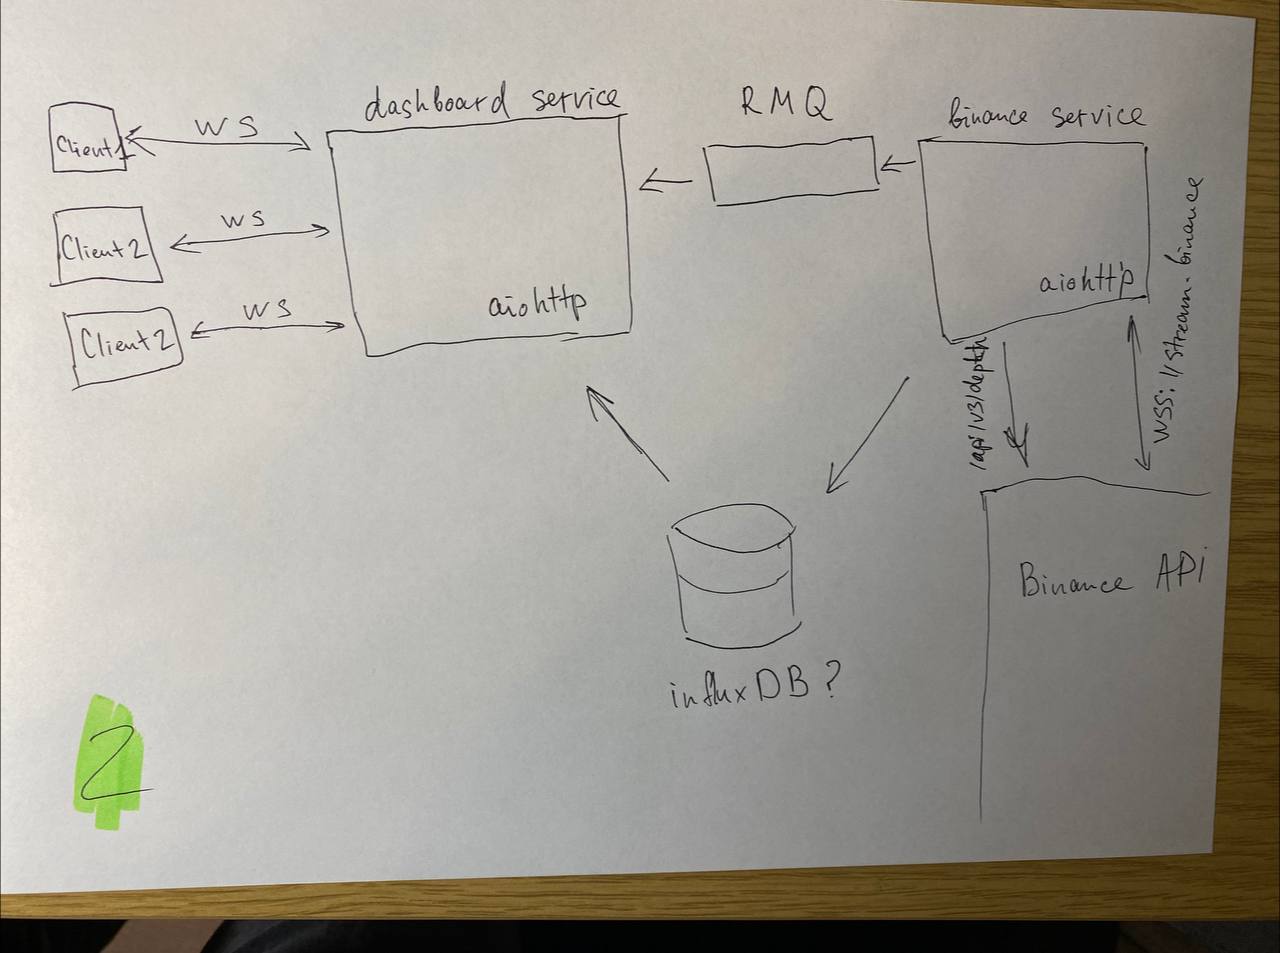 dashboard service
RMQ
binance service
Client1
WS
Client2
WS
Client2
WS
aiohttp
aiohttp
/api/v3/depth
WSS://stream.binance
Binance API
influxDB?
2